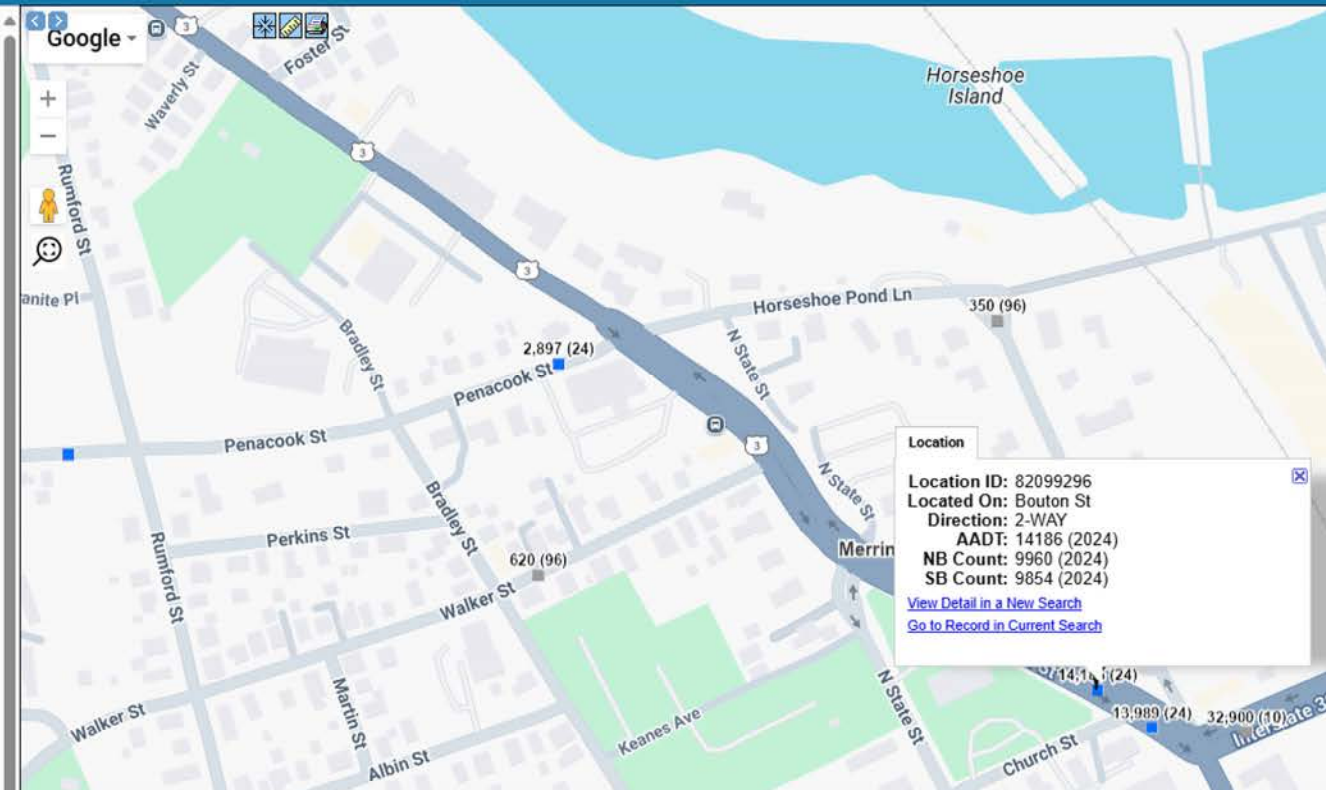 Google
3
Foster St
Waverly St
Horseshoe
Island
3
Rumford St
3
Horseshoe Pond Ln
350 (96)
Bradley St
2,897 (24)
N State St
Penacook St
Penacook St
3
Location
Location ID: 82099296
Located On: Bouton St
Direction: 2-WAY
AADT: 14186 (2024)
NB Count: 9960 (2024)
SB Count: 9854 (2024)
View Detail in a New Search
Go to Record in Current Search
N State St
Bradley St
Perkins St
Rumford St
620 (96)
Walker St
N State St
(24)
13,989 (24)
32,900 (10)
Martin St
Walker St
Keanes Ave
Church St
Albin St